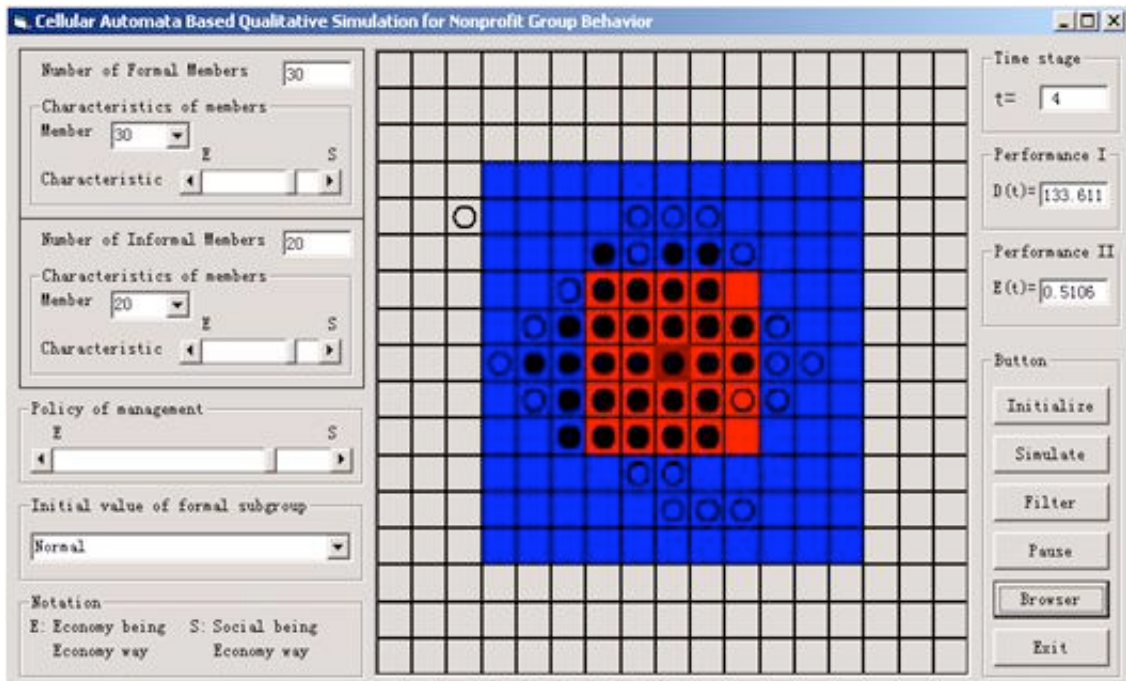 Cellular Automata Based Qualitative Simulation for Nonprofit Group Behavior
Number of Formal Members 30
Characteristics of members
Member 30
E S
Characteristic
Number of Informal Members 20
Characteristics of members
Member 20
E S
Characteristic
Policy of management
E S
Initial value of formal subgroup
Normal
Notation
E: Economy being S: Social being
Economy way Economy way
Time stage
t= 4
Performance I
D(t)= 133.611
Performance II
E(t)= 0.5106
Button
Initialize
Simulate
Filter
Pause
Browser
Exit